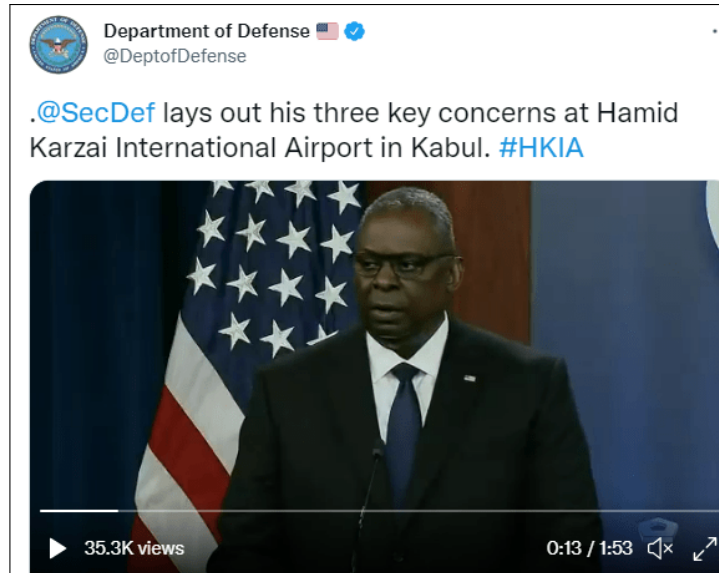 Department of Defense
@DeptofDefense
.@SecDef lays out his three key concerns at Hamid
Karzai International Airport in Kabul. #HKIA
35.3K views
0:13 / 1:53